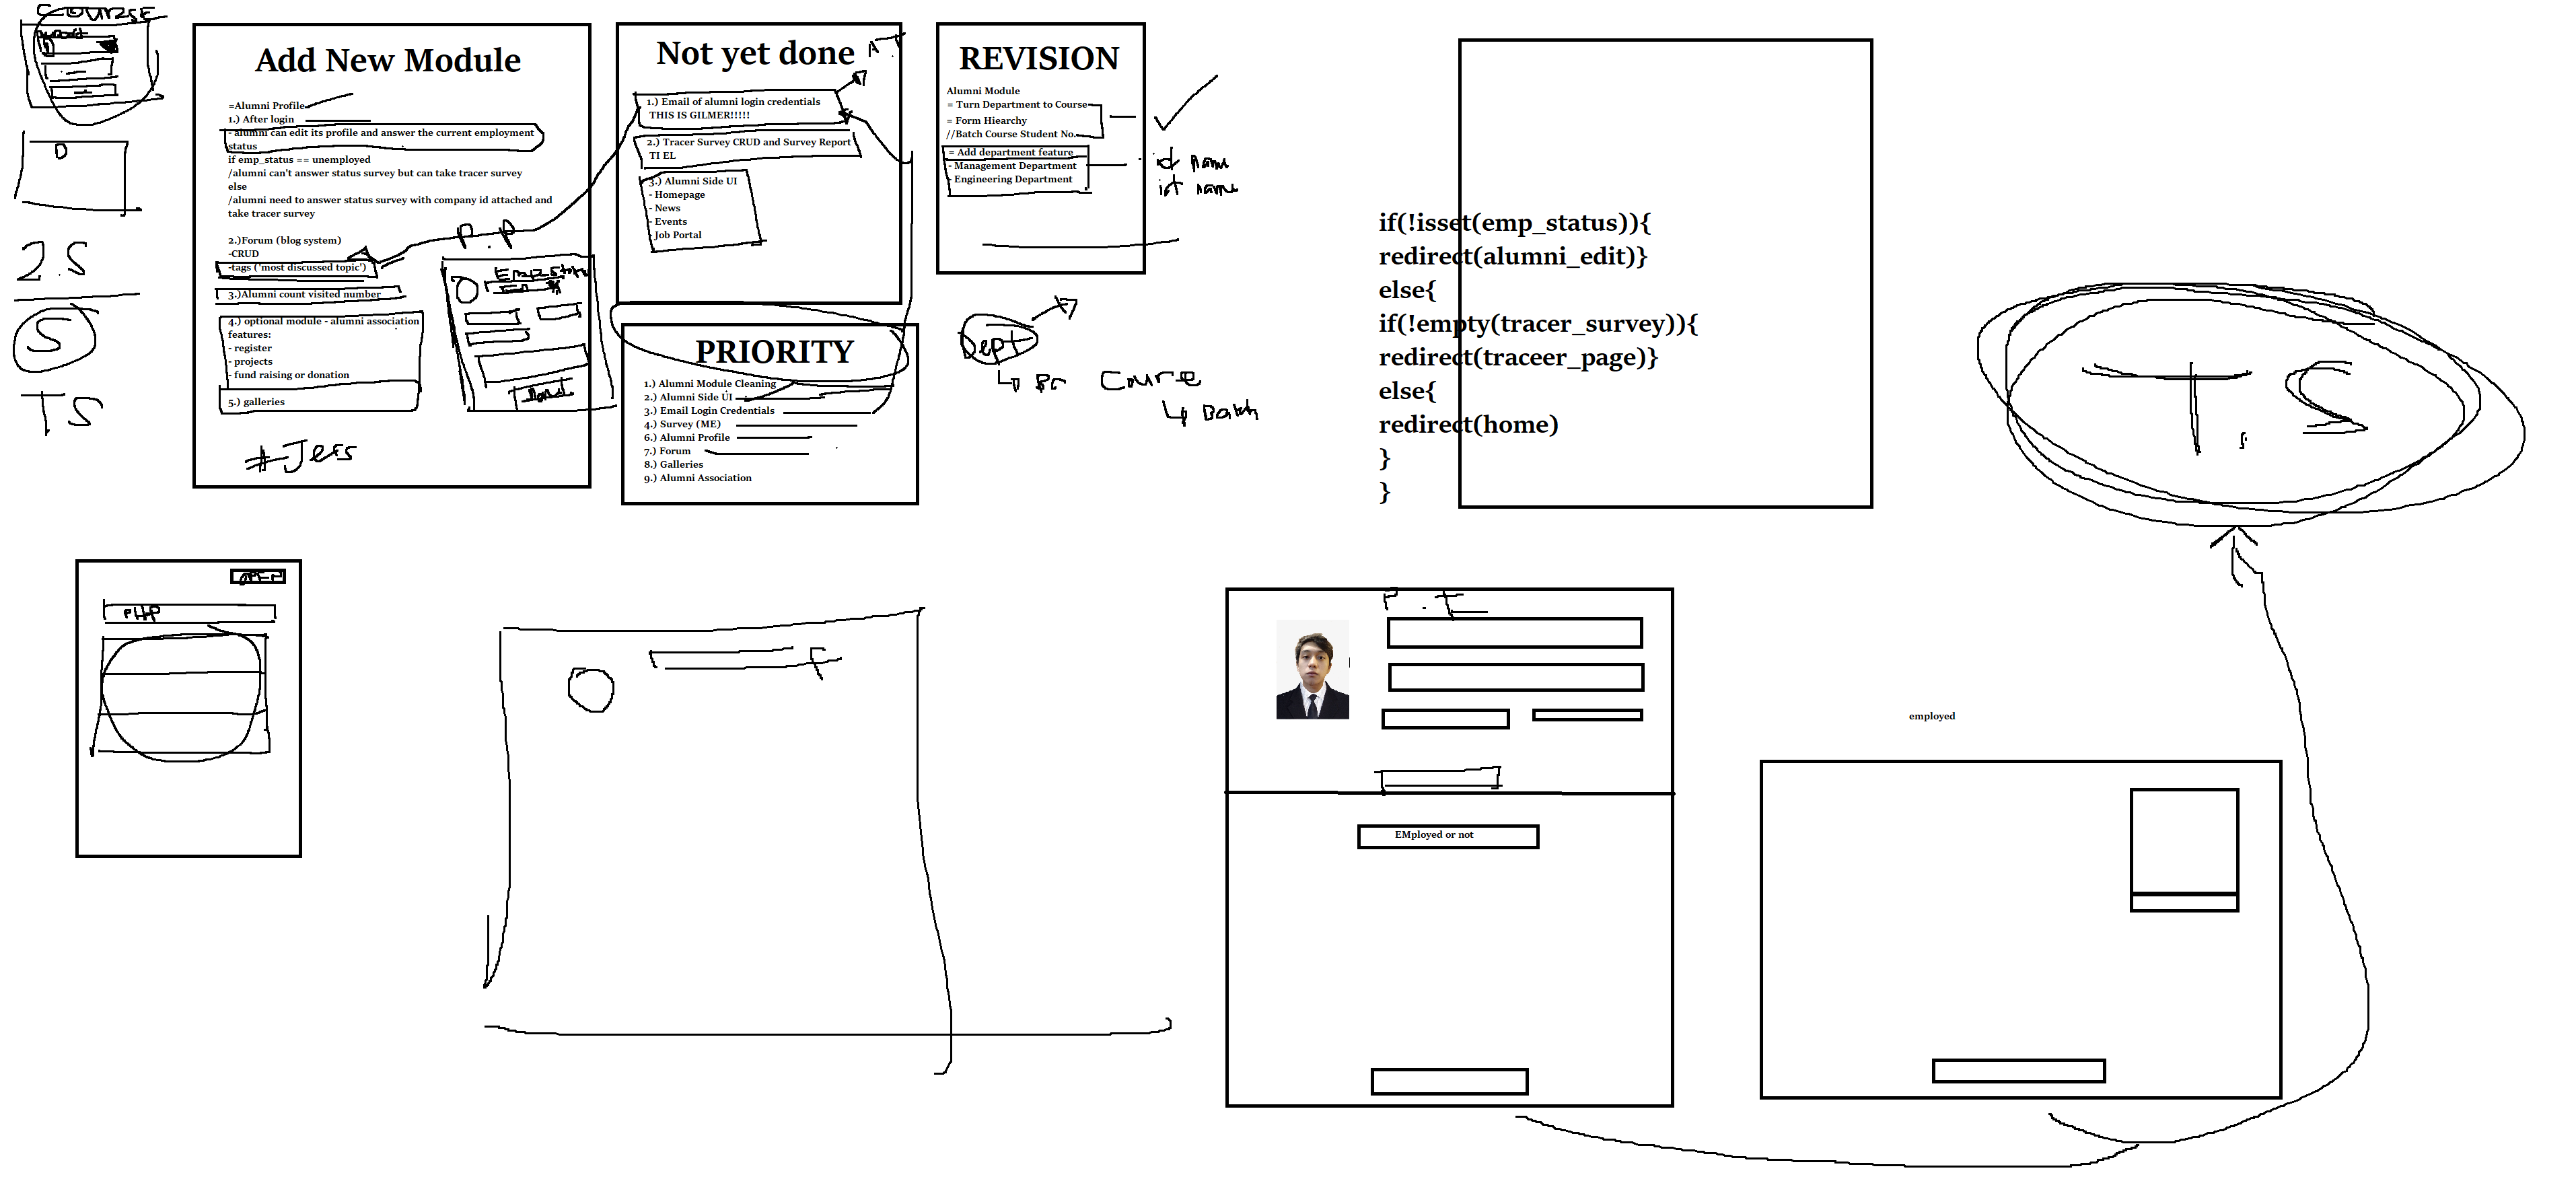 COURSE
2.S
S
TS
Add New Module
=Alumni Profile
1.) After login
- alumni can edit its profile and answer the current employment
status
if emp_status == unemployed
/alumni can't answer status survey but can take tracer survey
else
/alumni need to answer status survey with company id attached and
take tracer survey
2.)Forum (blog system)
-CRUD
-tags ('most discussed topic')
3.)Alumni count visited number
4.) optional module - alumni association
features:
- register
- projects
- fund raising or donation
5.) galleries
#Jers
P.P
Not yet done
1.) Email of alumni login credentials
THIS IS GILMER!!!!!
2.) Tracer Survey CRUD and Survey Report
TI EL
3.) Alumni Side UI
- Homepage
- News
- Events
- Job Portal
PRIORITY
1.) Alumni Module Cleaning
2.) Alumni Side UI
3.) Email Login Credentials
4.) Survey (ME)
6.) Alumni Profile
7.) Forum
8.) Galleries
9.) Alumni Association
REVISION
Alumni Module
= Turn Department to Course
= Form Hiearchy
//Batch Course Student No.
= Add department feature
- Management Department
- Engineering Department
id name
Dept
Course
Batch
if(!isset(emp_status)){
redirect(alumni_edit)}
else{
if(!empty(tracer_survey)){
redirect(traceer_page)}
else{
redirect(home)
}
}
T.S
OPEN
PHP
EMployed or not
employed